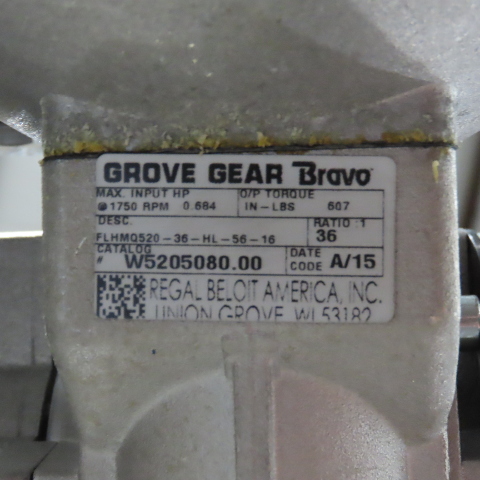 GROVE GEAR Bravo
MAX. INPUT HP O/P TORQUE
@1750 RPM 0.684 IN-LBS 607
DESC. RATIO :1
FLHMQ520-36-HL-56-16 36
CATALOG
# W5205080.00 DATE CODE A/15
REGAL BELOIT AMERICA, INC.
UNION GROVE, WI 53182